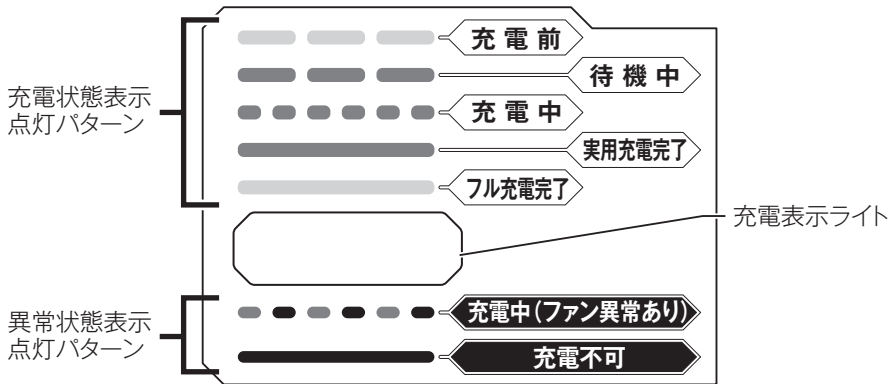 充電状態表示
点灯パターン
充電前
待機中
充電中
実用充電完了
フル充電完了
充電表示ライト
異常状態表示
点灯パターン
充電中(ファン異常あり)
充電不可